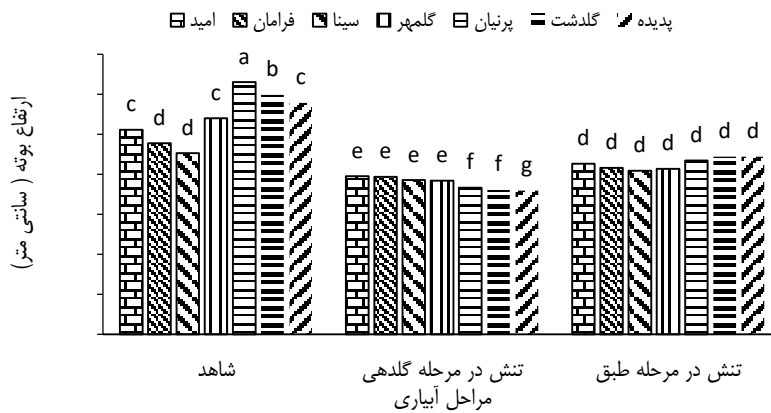 امید فرامان سینا گلمهر پرنیان گلدشت پدیده
ارتفاع بوته ( سانتی متر)
c d d c a b c
e e e e f f g
d d d d d d d
شاهد
تنش در مرحله گلدهی
تنش در مرحله طبق
مراحل آبیاری